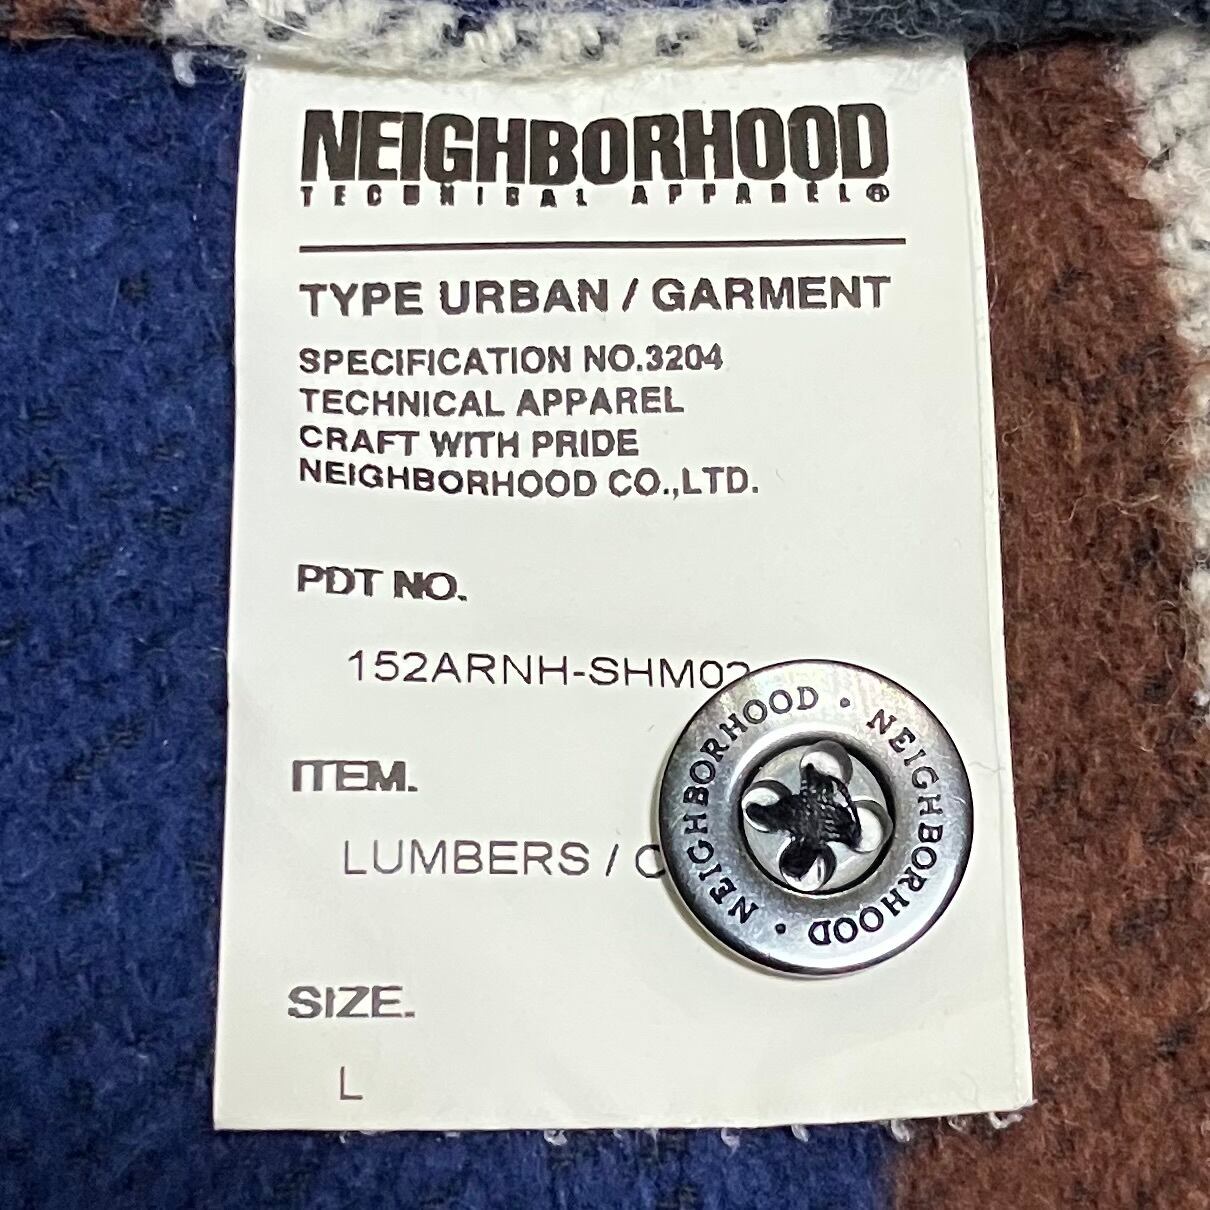 NEIGHBORHOOD
TECHNICAL APPAREL®
TYPE URBAN / GARMENT
SPECIFICATION NO.3204
TECHNICAL APPAREL
CRAFT WITH PRIDE
NEIGHBORHOOD CO.,LTD.
PDT NO.
152ARNH-SHM02
ITEM.
LUMBERS / C
SIZE.
L
NEIGHBORHOOD · NEIGHBORHOOD ·